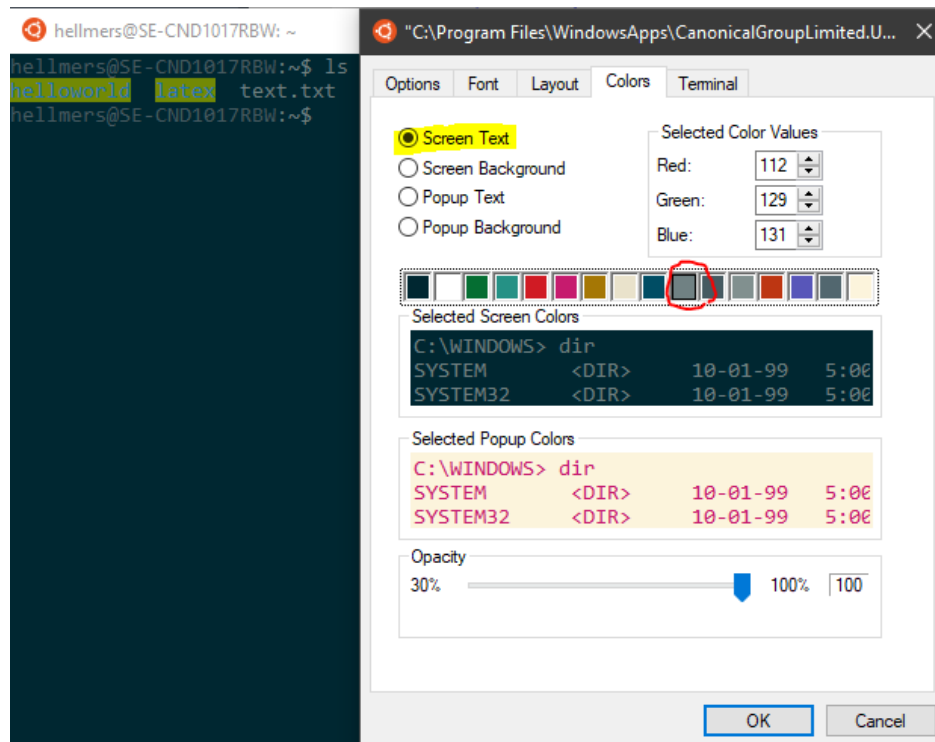 hellmers@SE-CND1017RBW: ~
hellmers@SE-CND1017RBW:~$ ls
helloworld latex text.txt
hellmers@SE-CND1017RBW:~$
"C:\Program Files\WindowsApps\CanonicalGroupLimited.U...
Options Font Layout Colors Terminal
Screen Text
Screen Background
Popup Text
Popup Background
Selected Color Values
Red: 112
Green: 129
Blue: 131
Selected Screen Colors
C:\WINDOWS> dir
SYSTEM <DIR> 10-01-99 5:00
SYSTEM32 <DIR> 10-01-99 5:00
Selected Popup Colors
C:\WINDOWS> dir
SYSTEM <DIR> 10-01-99 5:00
SYSTEM32 <DIR> 10-01-99 5:00
Opacity
30% 100% 100
OK Cancel